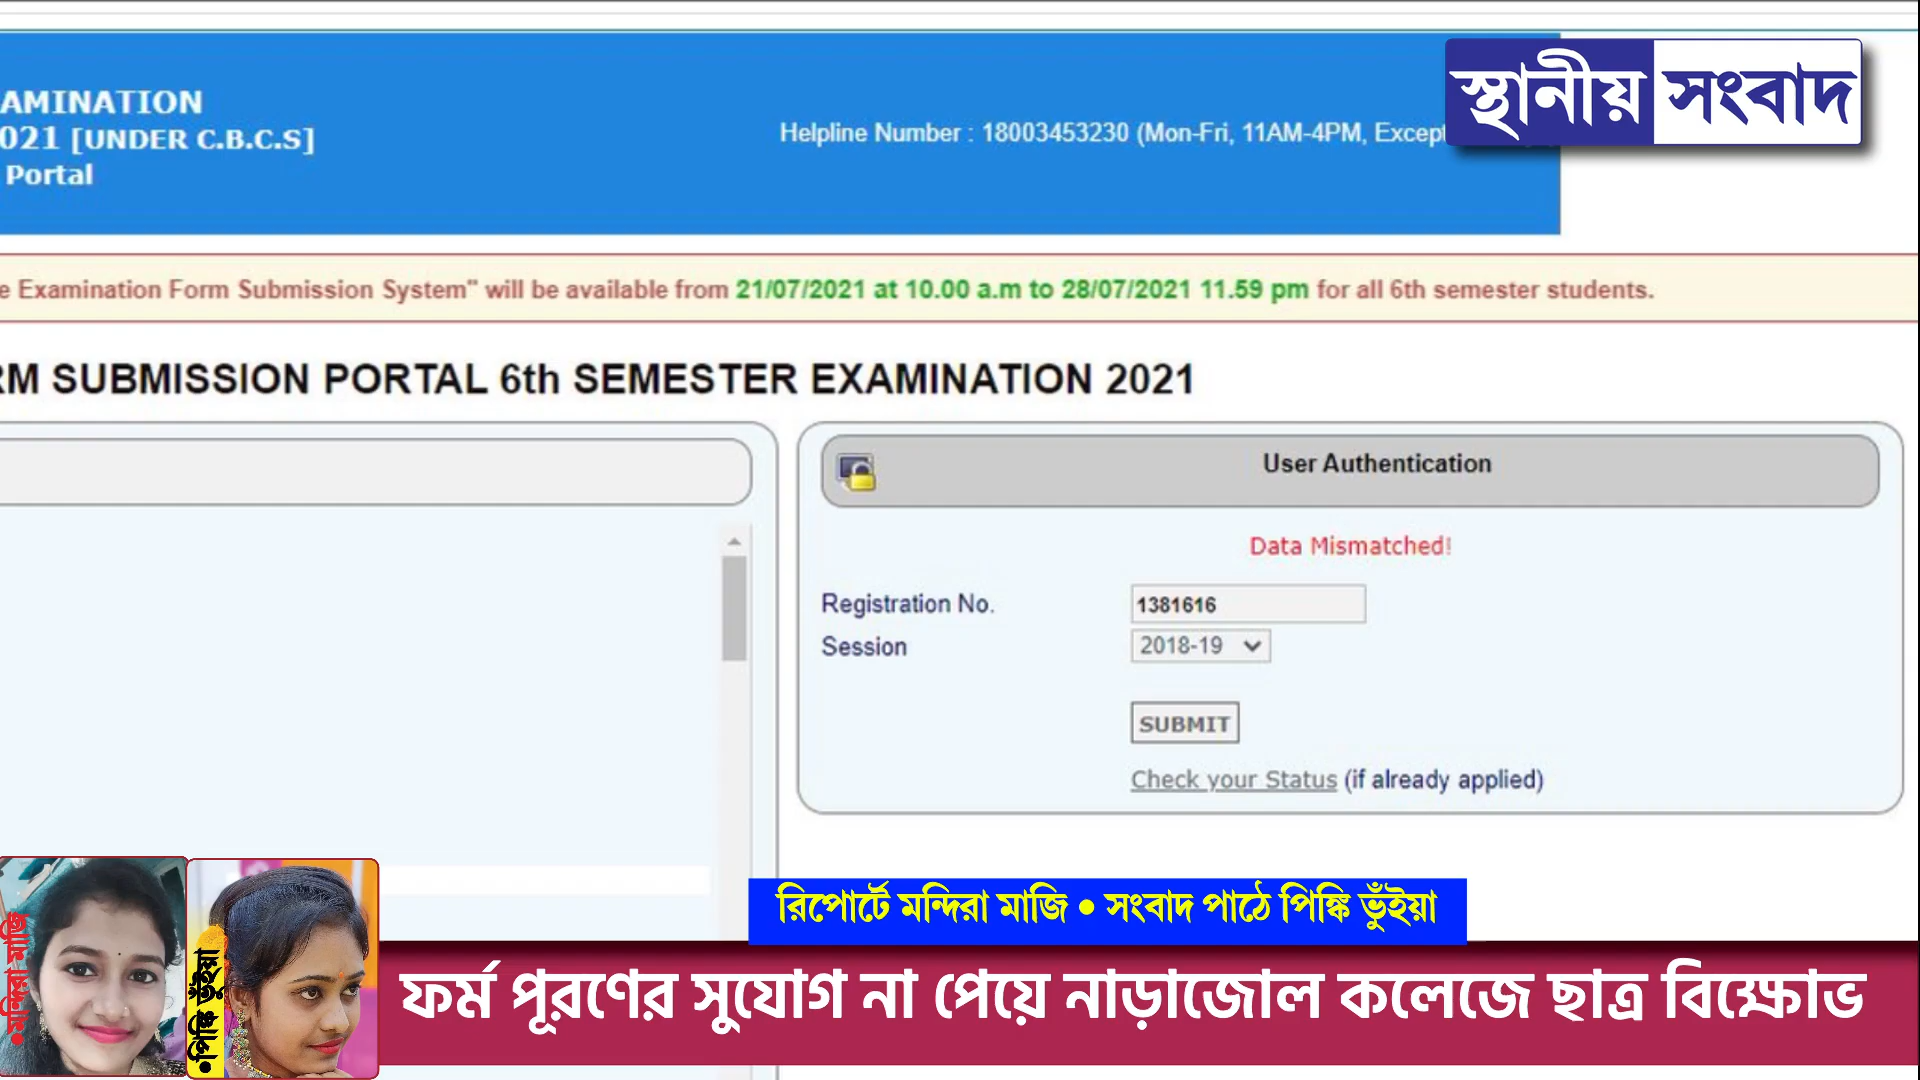 AMINATION
021 [UNDER C.B.C.S]
Portal
Helpline Number : 18003453230 (Mon-Fri, 11AM-4PM, Except
স্থানীয় সংবাদ
e Examination Form Submission System" will be available from 21/07/2021 at 10.00 a.m to 28/07/2021 11.59 pm for all 6th semester students.
RM SUBMISSION PORTAL 6th SEMESTER EXAMINATION 2021
User Authentication
Data Mismatched!
Registration No. 1381616
Session 2018-19
SUBMIT
Check your Status (if already applied)
রিপোর্টে মন্দিরা মাজি • সংবাদ পাঠে পিঙ্কি ভুঁইয়া
•মন্দিরা মাজি
•পিঙ্কি ভুঁইয়া
ফর্ম পূরণের সুযোগ না পেয়ে নাড়াজোল কলেজে ছাত্র বিক্ষোভ